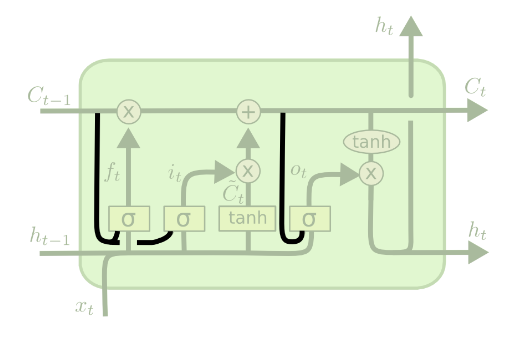 h_t
C_{t-1}
x
+
C_t
tanh
f_t
i_t
x
C̃_t
o_t
x
σ
σ
tanh
σ
h_{t-1}
h_t
x_t